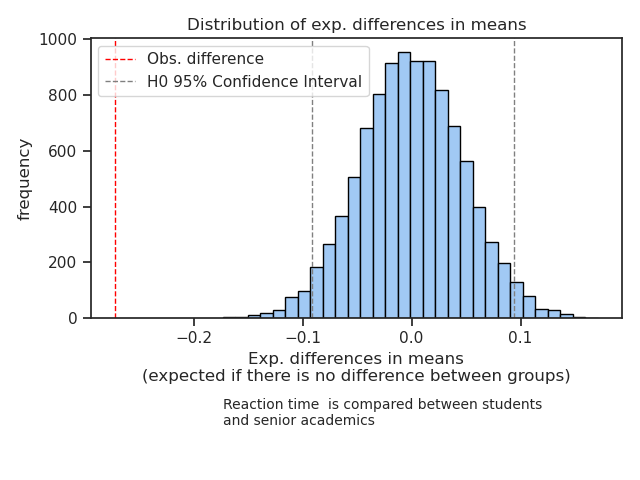 Distribution of exp. differences in means
Obs. difference
H0 95% Confidence Interval
frequency
1000
800
600
400
200
0
−0.2
−0.1
0.0
0.1
Exp. differences in means
(expected if there is no difference between groups)
Reaction time  is compared between students
and senior academics